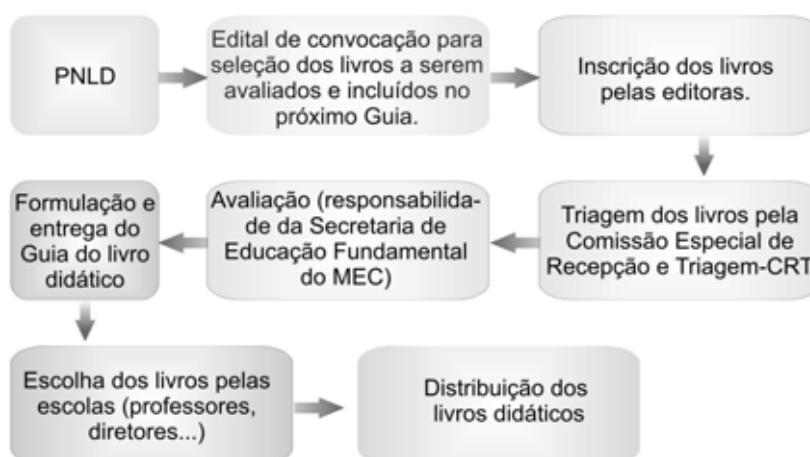 PNLD
Edital de convocação para
seleção dos livros a serem
avaliados e incluídos no
próximo Guia.
Inscrição dos livros
pelas editoras.
Triagem dos livros pela
Comissão Especial de
Recepção e Triagem-CRT
Avaliação (responsabilida-
de da Secretaria de
Educação Fundamental
do MEC)
Formulação e
entrega do
Guia do livro
didático
Escolha dos livros pelas
escolas (professores,
diretores...)
Distribuição dos
livros didáticos